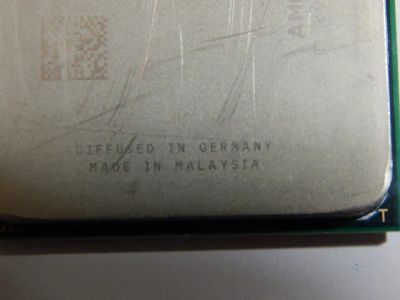 DIFFUSED IN GERMANY
MADE IN MALAYSIA
T